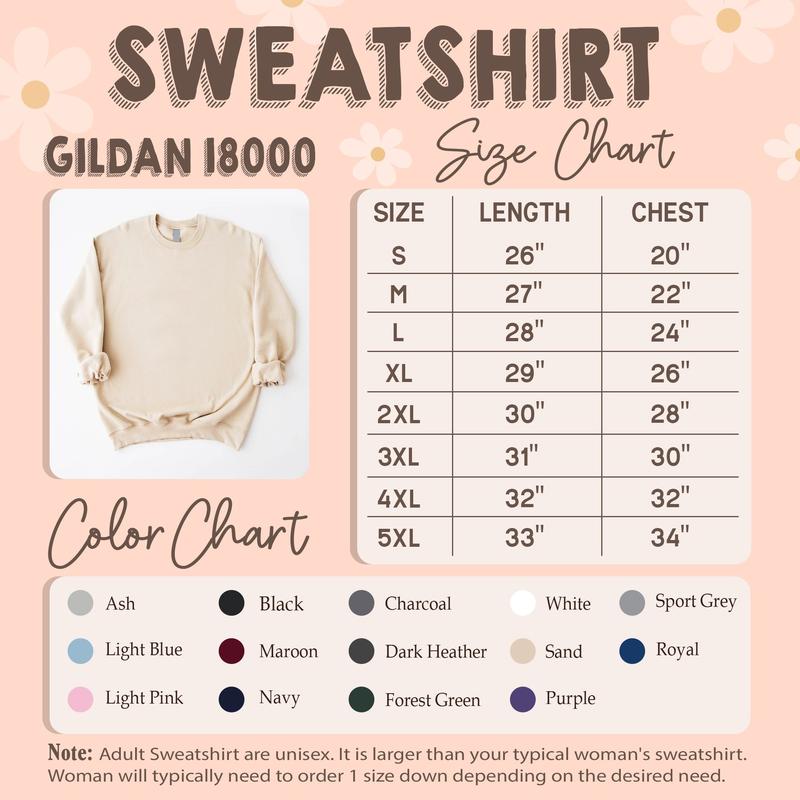 SWEATSHIRT
GILDAN 18000
Size Chart
SIZE LENGTH CHEST
S 26" 20"
M 27" 22"
L 28" 24"
XL 29" 26"
2XL 30" 28"
3XL 31" 30"
4XL 32" 32"
5XL 33" 34"
Color Chart
Ash Black Charcoal White Sport Grey
Light Blue Maroon Dark Heather Sand Royal
Light Pink Navy Forest Green Purple
Note: Adult Sweatshirt are unisex. It is larger than your typical woman's sweatshirt.
Woman will typically need to order 1 size down depending on the desired need.